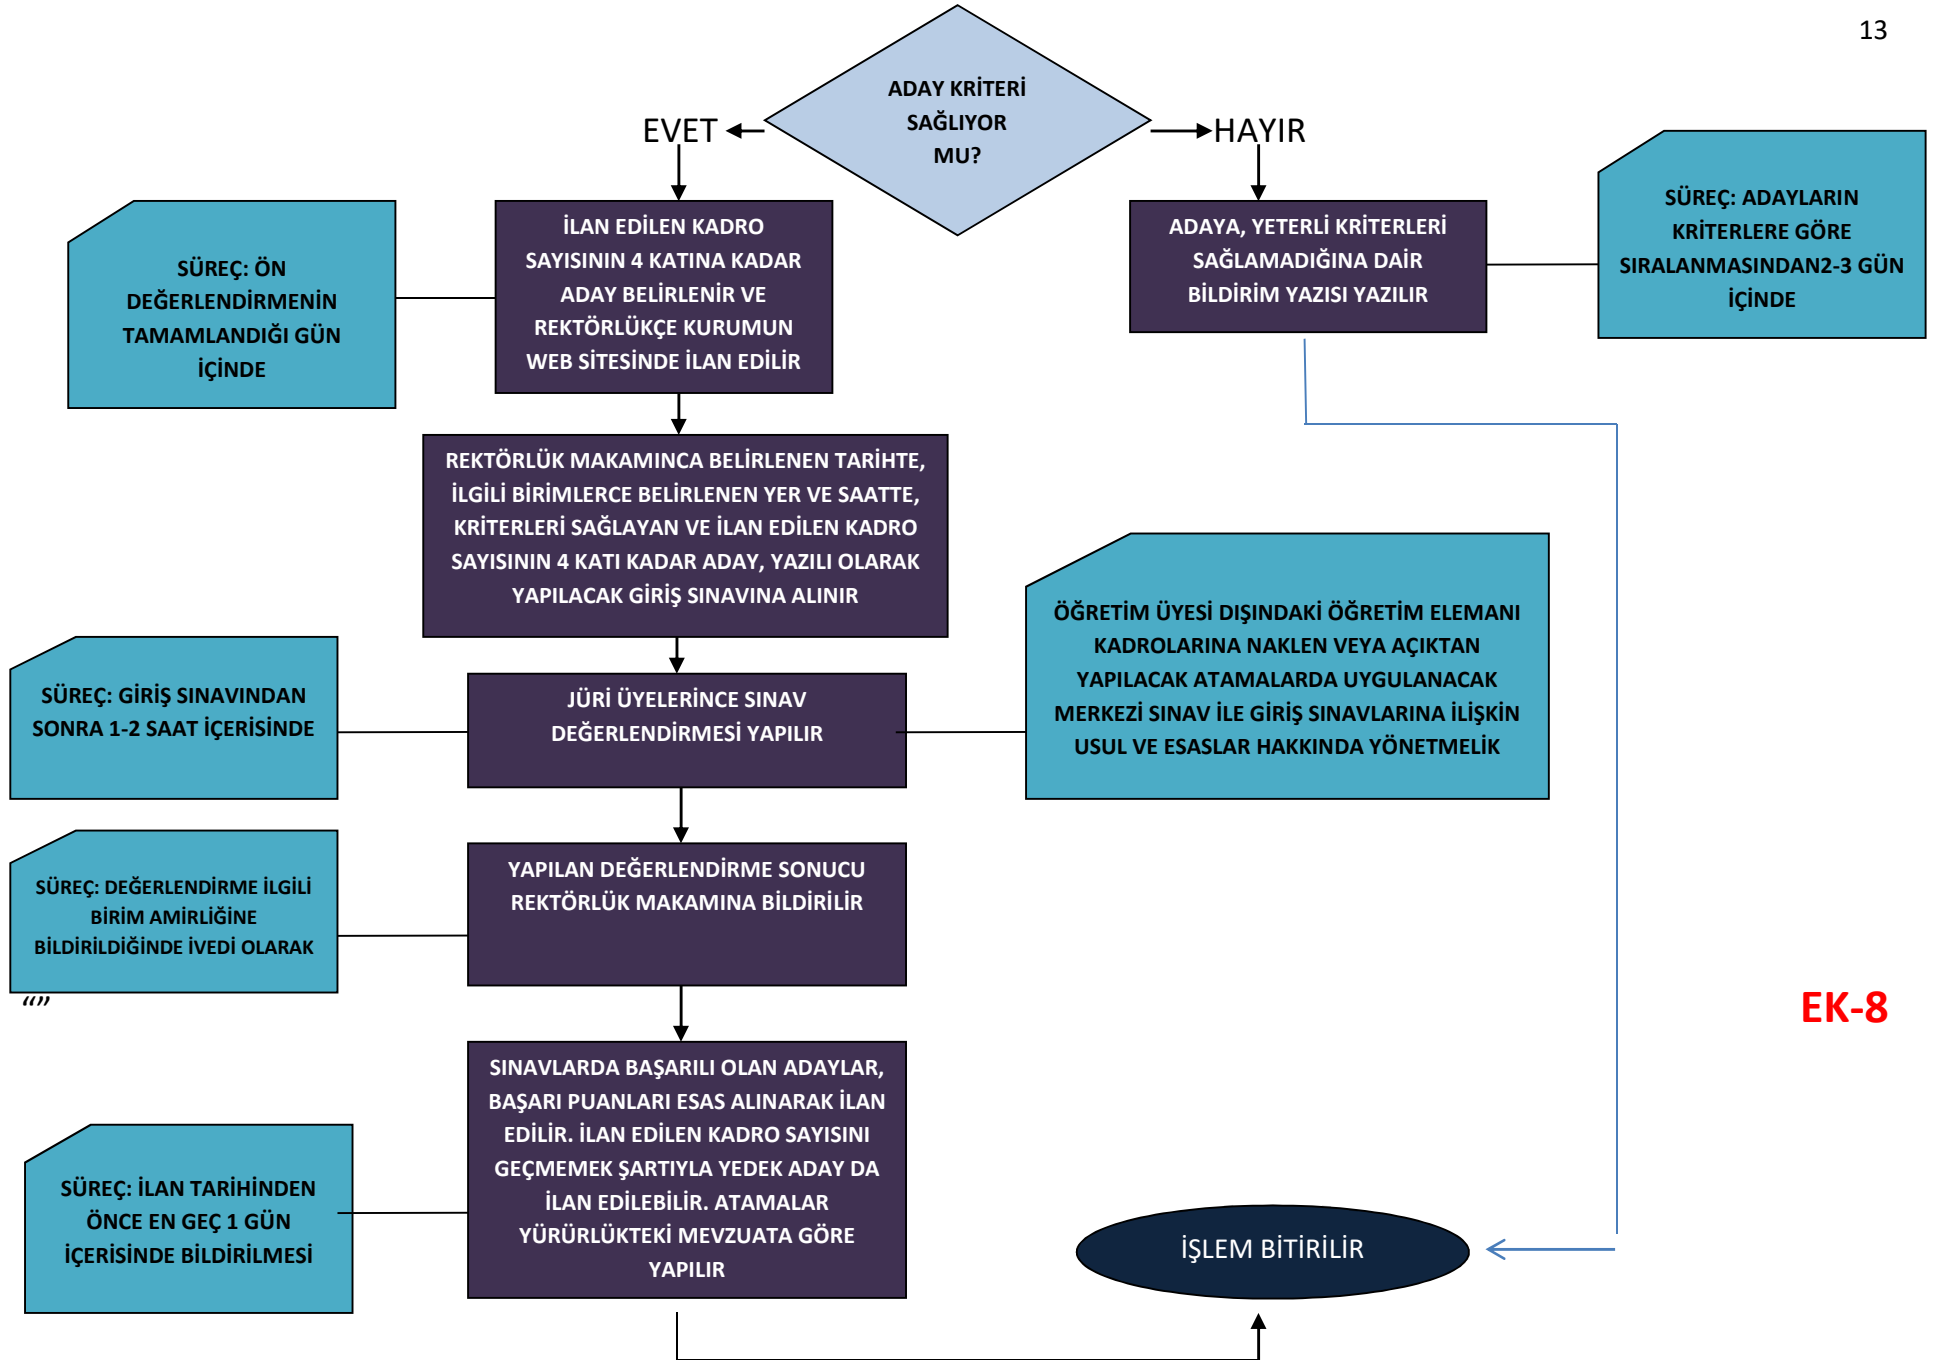 13
ADAY KRİTERİ
SAĞLIYOR
MU?
EVET
HAYIR
SÜREÇ: ÖN
DEĞERLENDİRMENİN
TAMAMLANDIĞI GÜN
İÇİNDE
İLAN EDİLEN KADRO
SAYISININ 4 KATINA KADAR
ADAY BELİRLENİR VE
REKTÖRLÜKÇE KURUMUN
WEB SİTESİNDE İLAN EDİLİR
ADAYA, YETERLİ KRİTERLERİ
SAĞLAMADIĞINA DAİR
BİLDİRİM YAZISI YAZILIR
SÜREÇ: ADAYLARIN
KRİTERLERE GÖRE
SIRALANMASINDAN2-3 GÜN
İÇİNDE
REKTÖRLÜK MAKAMINCA BELİRLENEN TARİHTE,
İLGİLİ BİRİMLERCE BELİRLENEN YER VE SAATTE,
KRİTERLERİ SAĞLAYAN VE İLAN EDİLEN KADRO
SAYISININ 4 KATI KADAR ADAY, YAZILI OLARAK
YAPILACAK GİRİŞ SINAVINA ALINIR
SÜREÇ: GİRİŞ SINAVINDAN
SONRA 1-2 SAAT İÇERİSİNDE
JÜRİ ÜYELERİNCE SINAV
DEĞERLENDİRMESİ YAPILIR
ÖĞRETİM ÜYESİ DIŞINDAKİ ÖĞRETİM ELEMANI
KADROLARINA NAKLEN VEYA AÇIKTAN
YAPILACAK ATAMALARDA UYGULANACAK
MERKEZİ SINAV İLE GİRİŞ SINAVLARINA İLİŞKİN
USUL VE ESASLAR HAKKINDA YÖNETMELİK
SÜREÇ: DEĞERLENDİRME İLGİLİ
BİRİM AMİRLİĞİNE
BİLDİRİLDİĞİNDE İVEDİ OLARAK
YAPILAN DEĞERLENDİRME SONUCU
REKTÖRLÜK MAKAMINA BİLDİRİLİR
“”
EK-8
SÜREÇ: İLAN TARİHİNDEN
ÖNCE EN GEÇ 1 GÜN
İÇERİSİNDE BİLDİRİLMESİ
SINAVLARDA BAŞARILI OLAN ADAYLAR,
BAŞARI PUANLARI ESAS ALINARAK İLAN
EDİLİR. İLAN EDİLEN KADRO SAYISINI
GEÇMEMEK ŞARTIYLA YEDEK ADAY DA
İLAN EDİLEBİLİR. ATAMALAR
YÜRÜRLÜKTEKİ MEVZUATA GÖRE
YAPILIR
İŞLEM BİTİRİLİR